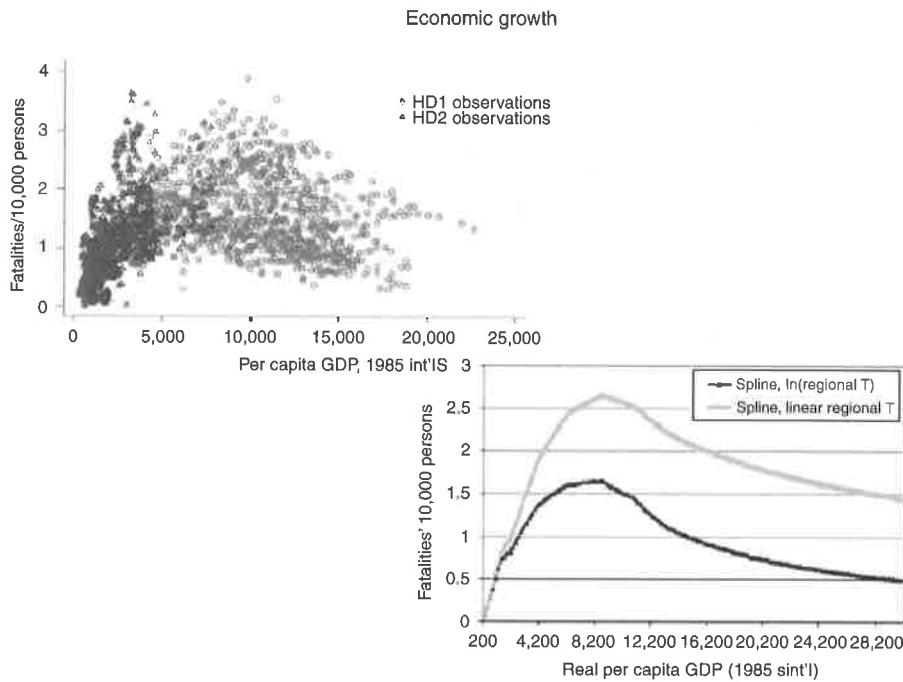 Economic growth
Fatalities/10,000 persons
4
3
2
1
0
HD1 observations
HD2 observations
0 5,000 10,000 15,000 20,000 25,000
Per capita GDP, 1985 int'IS
Fatalities' 10,000 persons
3
2.5
2
1.5
1
0.5
0
Spline, ln(regional T)
Spline, linear regional T
200 4,200 8,200 12,200 16,200 20,200 24,200 28,200
Real per capita GDP (1985 sint'l)